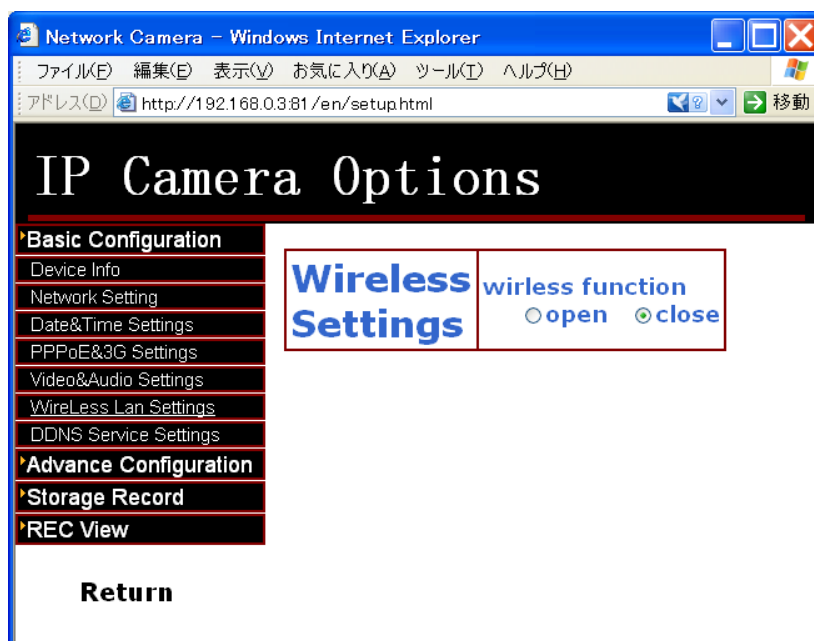 Network Camera - Windows Internet Explorer
ファイル(F) 編集(E) 表示(V) お気に入り(A) ツール(T) ヘルプ(H)
アドレス(D) http://192.168.0.3:81/en/setup.html 移動
IP Camera Options
Basic Configuration
Device Info
Network Setting
Date&Time Settings
PPPoE&3G Settings
Video&Audio Settings
WireLess Lan Settings
DDNS Service Settings
Advance Configuration
Storage Record
REC View
Return
Wireless Settings
wirless function
open close